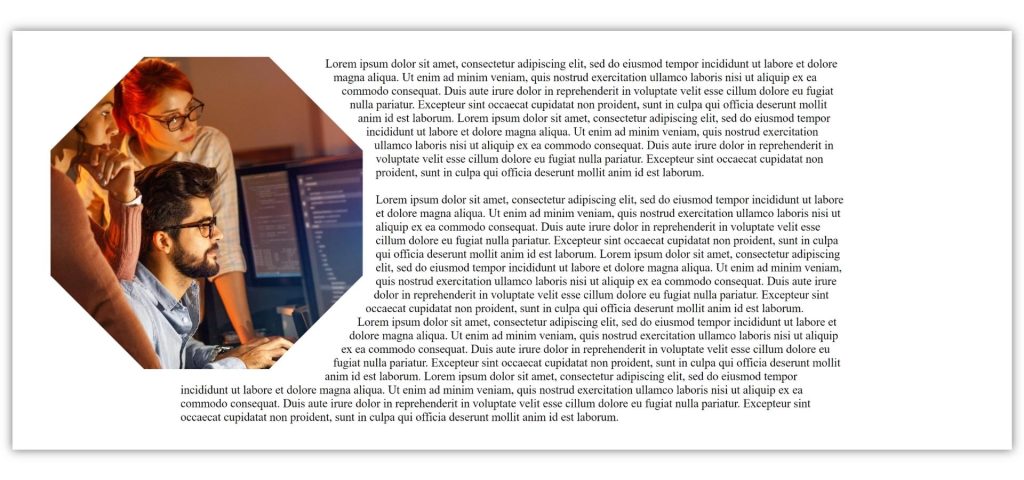 Lorem ipsum dolor sit amet, consectetur adipiscing elit, sed do eiusmod tempor incididunt ut labore et dolore
magna aliqua. Ut enim ad minim veniam, quis nostrud exercitation ullamco laboris nisi ut aliquip ex ea
commodo consequat. Duis aute irure dolor in reprehenderit in voluptate velit esse cillum dolore eu fugiat
nulla pariatur. Excepteur sint occaecat cupidatat non proident, sunt in culpa qui officia deserunt mollit
anim id est laborum. Lorem ipsum dolor sit amet, consectetur adipiscing elit, sed do eiusmod tempor
incididunt ut labore et dolore magna aliqua. Ut enim ad minim veniam, quis nostrud exercitation
ullamco laboris nisi ut aliquip ex ea commodo consequat. Duis aute irure dolor in reprehenderit in
voluptate velit esse cillum dolore eu fugiat nulla pariatur. Excepteur sint occaecat cupidatat non
proident, sunt in culpa qui officia deserunt mollit anim id est laborum.
Lorem ipsum dolor sit amet, consectetur adipiscing elit, sed do eiusmod tempor incididunt ut labore
et dolore magna aliqua. Ut enim ad minim veniam, quis nostrud exercitation ullamco laboris nisi ut
aliquip ex ea commodo consequat. Duis aute irure dolor in reprehenderit in voluptate velit esse
cillum dolore eu fugiat nulla pariatur. Excepteur sint occaecat cupidatat non proident, sunt in culpa
qui officia deserunt mollit anim id est laborum. Lorem ipsum dolor sit amet, consectetur adipiscing
elit, sed do eiusmod tempor incididunt ut labore et dolore magna aliqua. Ut enim ad minim veniam,
quis nostrud exercitation ullamco laboris nisi ut aliquip ex ea commodo consequat. Duis aute irure
dolor in reprehenderit in voluptate velit esse cillum dolore eu fugiat nulla pariatur. Excepteur sint
occaecat cupidatat non proident, sunt in culpa qui officia deserunt mollit anim id est laborum.
Lorem ipsum dolor sit amet, consectetur adipiscing elit, sed do eiusmod tempor incididunt ut labore et
dolore magna aliqua. Ut enim ad minim veniam, quis nostrud exercitation ullamco laboris nisi ut aliquip
ex ea commodo consequat. Duis aute irure dolor in reprehenderit in voluptate velit esse cillum dolore eu
fugiat nulla pariatur. Excepteur sint occaecat cupidatat non proident, sunt in culpa qui officia deserunt mollit
anim id est laborum. Lorem ipsum dolor sit amet, consectetur adipiscing elit, sed do eiusmod tempor
incididunt ut labore et dolore magna aliqua. Ut enim ad minim veniam, quis nostrud exercitation ullamco laboris nisi ut aliquip ex ea
commodo consequat. Duis aute irure dolor in reprehenderit in voluptate velit esse cillum dolore eu fugiat nulla pariatur. Excepteur sint
occaecat cupidatat non proident, sunt in culpa qui officia deserunt mollit anim id est laborum.